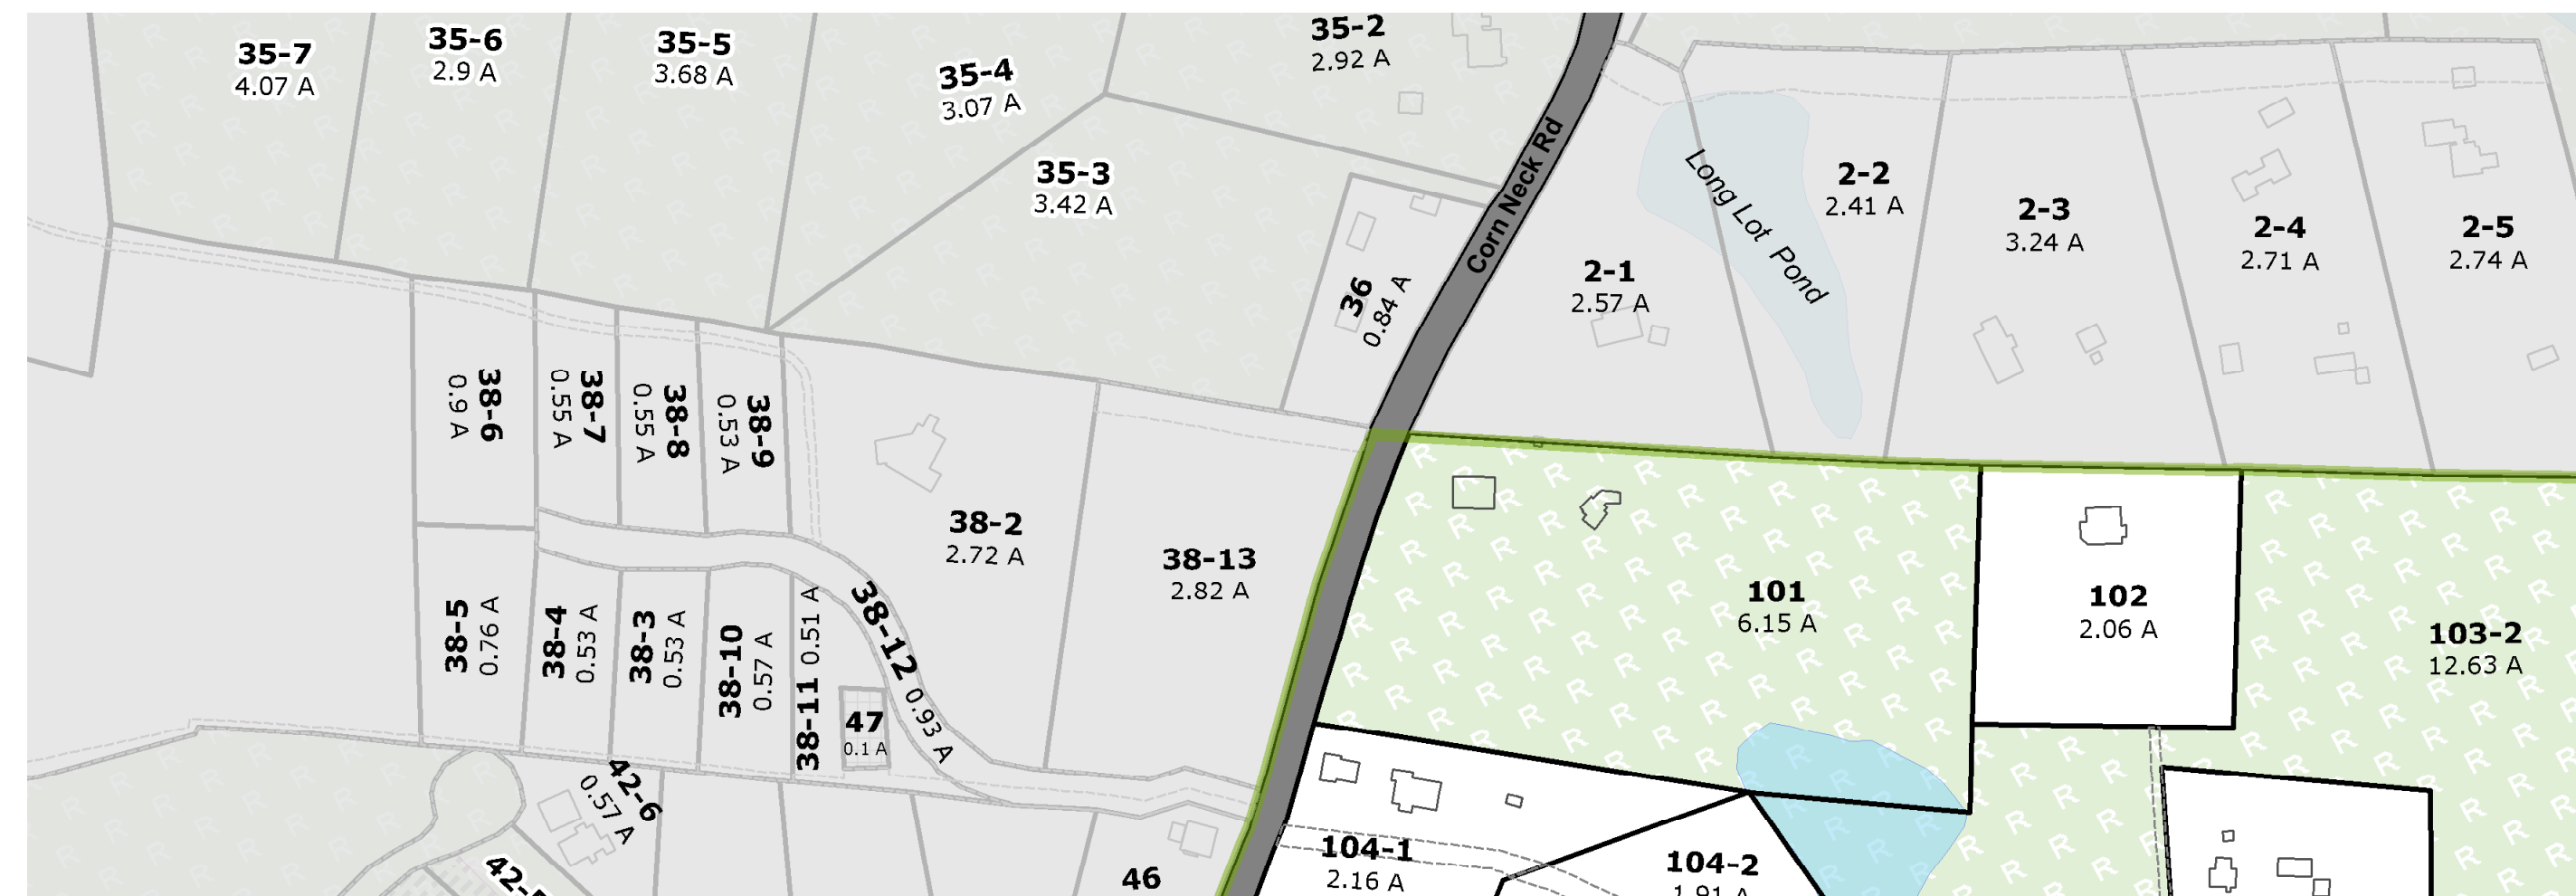 35-7
4.07 A
35-6
2.9 A
35-5
3.68 A
35-4
3.07 A
35-2
2.92 A
35-3
3.42 A
36
0.84 A
Corn Neck Rd
Long Lot Pond
2-1
2.57 A
2-2
2.41 A
2-3
3.24 A
2-4
2.71 A
2-5
2.74 A
38-6
0.9 A
38-7
0.55 A
38-8
0.55 A
38-9
0.53 A
38-2
2.72 A
38-13
2.82 A
101
6.15 A
102
2.06 A
103-2
12.63 A
38-5
0.76 A
38-4
0.53 A
38-3
0.53 A
38-10
0.57 A
38-11 0.51 A
38-12 0.93 A
47
0.1 A
42-6
0.57 A
46
104-1
2.16 A
104-2
1.91 A